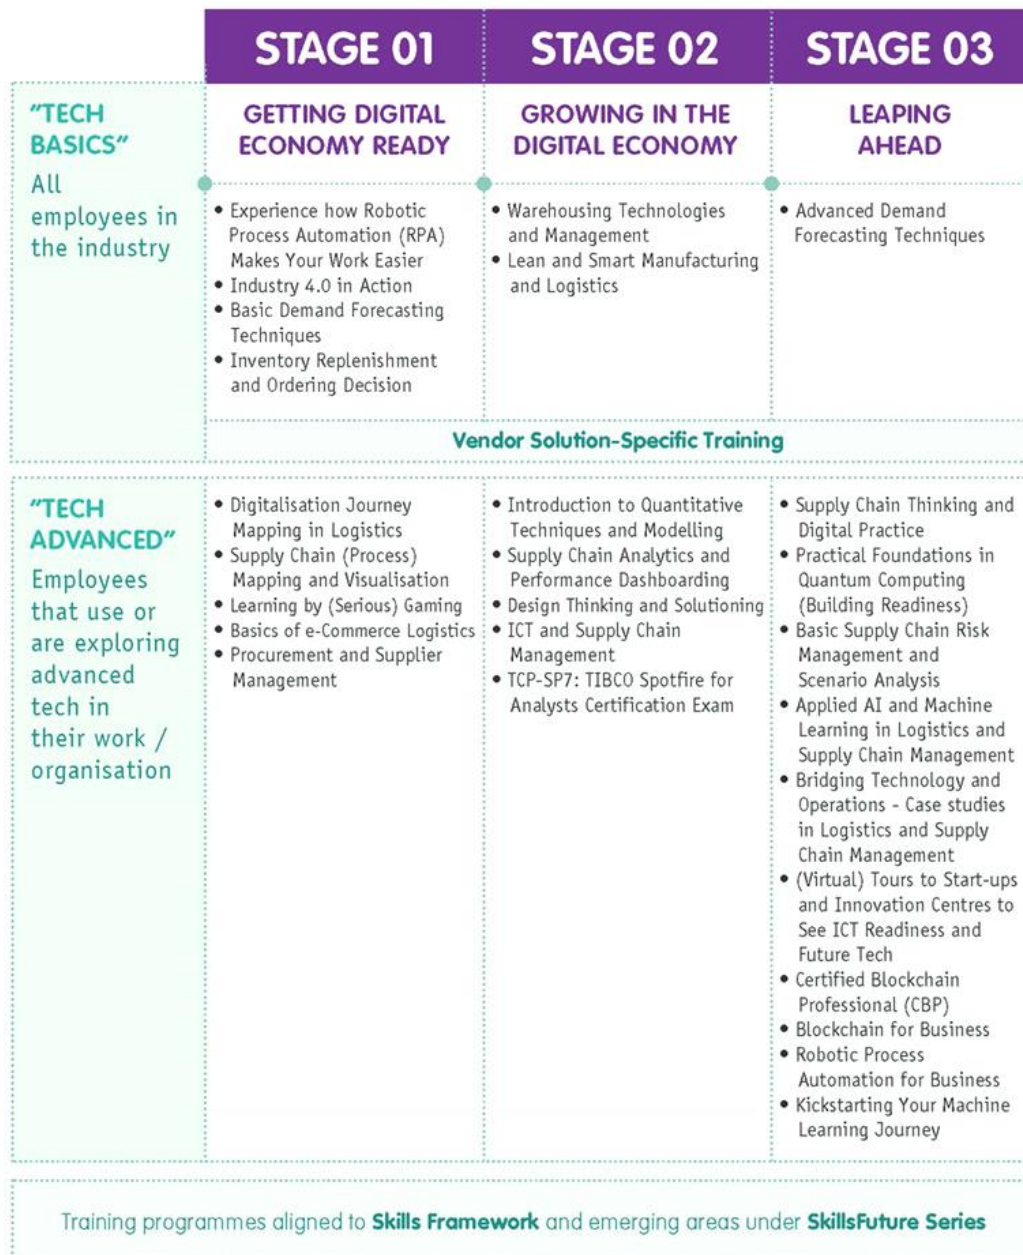 STAGE 01
STAGE 02
STAGE 03
"TECH
BASICS"
All
employees in
the industry
GETTING DIGITAL
ECONOMY READY
• Experience how Robotic
Process Automation (RPA)
Makes Your Work Easier
• Industry 4.0 in Action
• Basic Demand Forecasting
Techniques
• Inventory Replenishment
and Ordering Decision
GROWING IN THE
DIGITAL ECONOMY
• Warehousing Technologies
and Management
• Lean and Smart Manufacturing
and Logistics
LEAPING
AHEAD
• Advanced Demand
Forecasting Techniques
Vendor Solution-Specific Training
"TECH
ADVANCED"
Employees
that use or
are exploring
advanced
tech in
their work /
organisation
• Digitalisation Journey
Mapping in Logistics
• Supply Chain (Process)
Mapping and Visualisation
• Learning by (Serious) Gaming
• Basics of e-Commerce Logistics
• Procurement and Supplier
Management
• Introduction to Quantitative
Techniques and Modelling
• Supply Chain Analytics and
Performance Dashboarding
• Design Thinking and Solutioning
• ICT and Supply Chain
Management
• TCP-SP7: TIBCO Spotfire for
Analysts Certification Exam
• Supply Chain Thinking and
Digital Practice
• Practical Foundations in
Quantum Computing
(Building Readiness)
• Basic Supply Chain Risk
Management and
Scenario Analysis
• Applied AI and Machine
Learning in Logistics and
Supply Chain Management
• Bridging Technology and
Operations - Case studies
in Logistics and Supply
Chain Management
• (Virtual) Tours to Start-ups
and Innovation Centres to
See ICT Readiness and
Future Tech
• Certified Blockchain
Professional (CBP)
• Blockchain for Business
• Robotic Process
Automation for Business
• Kickstarting Your Machine
Learning Journey
Training programmes aligned to Skills Framework and emerging areas under SkillsFuture Series